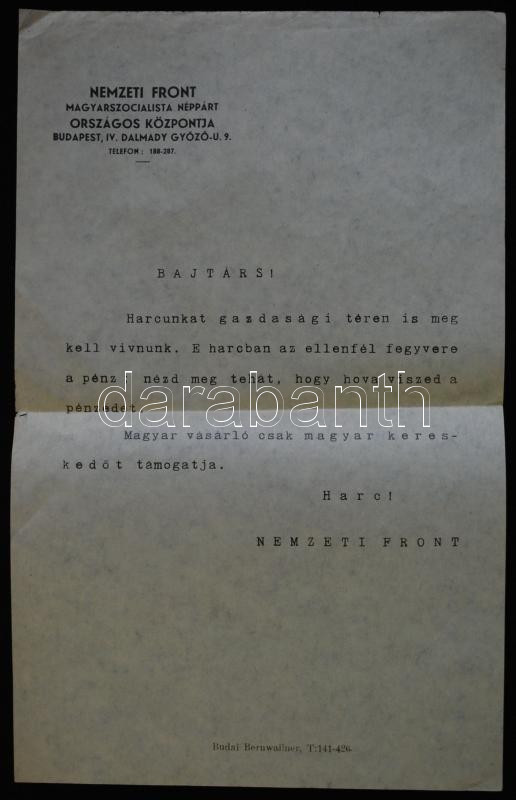 NEMZETI FRONT
MAGYARSZOCIALISTA NÉPPÁRT
ORSZÁGOS KÖZPONTJA
BUDAPEST, IV. DALMADY GYŐZŐ-U. 9.
TELEFON: 188-287.
BAJTÁRS!
Harcunkat gazdasági téren is meg
kell vivnunk. E harcban az ellenfél fegyvere
a pénz! nézd meg tehát, hogy hova viszed a
pénzedet.
darabanth
Magyar vásárló csak magyar keres-
kedőt támogatja.
Harc!
NEMZETI FRONT
Budai Bernwallner, T:141-426.